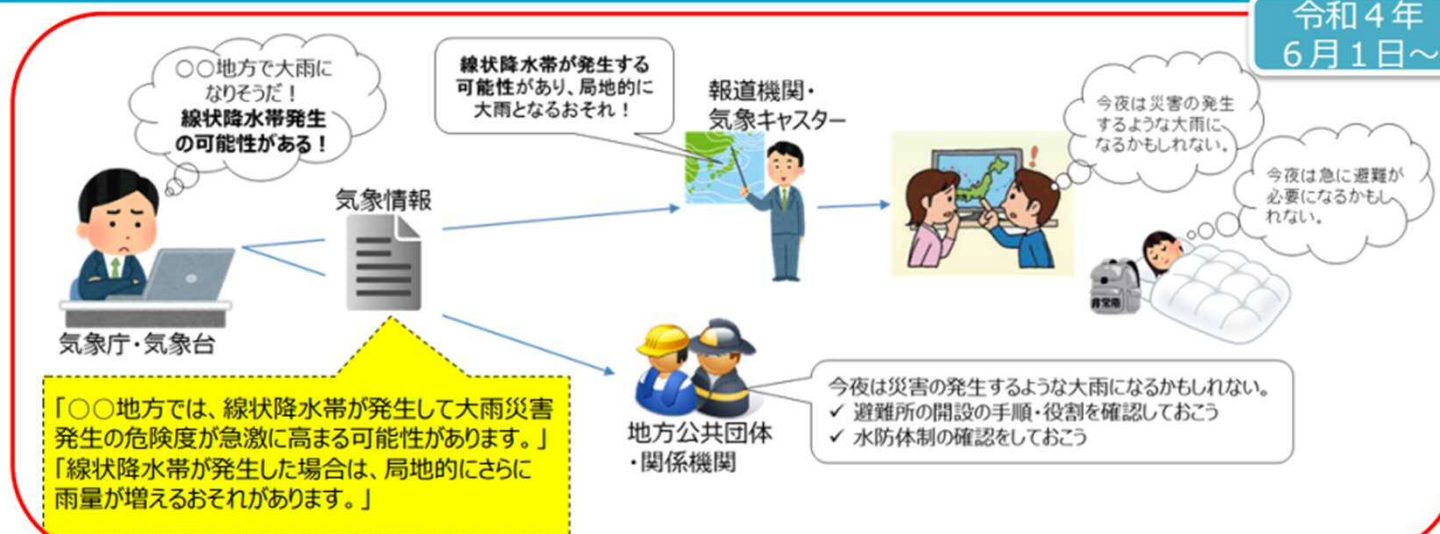 令和４年
６月１日～
○○地方で大雨に
なりそうだ！
線状降水帯発生
の可能性がある！
気象庁・気象台
気象情報
「○○地方では、線状降水帯が発生して大雨災害
発生の危険度が急激に高まる可能性があります。」
「線状降水帯が発生した場合は、局地的にさらに
雨量が増えるおそれがあります。」
線状降水帯が発生する
可能性があり、局地的に
大雨となるおそれ！
報道機関・
気象キャスター
今夜は災害の発生
するような大雨に
なるかもしれない。
今夜は急に避難が
必要になるかもし
れない。
非常用
地方公共団体
・関係機関
今夜は災害の発生するような大雨になるかもしれない。
✓ 避難所の開設の手順・役割を確認しておこう
✓ 水防体制の確認をしておこう